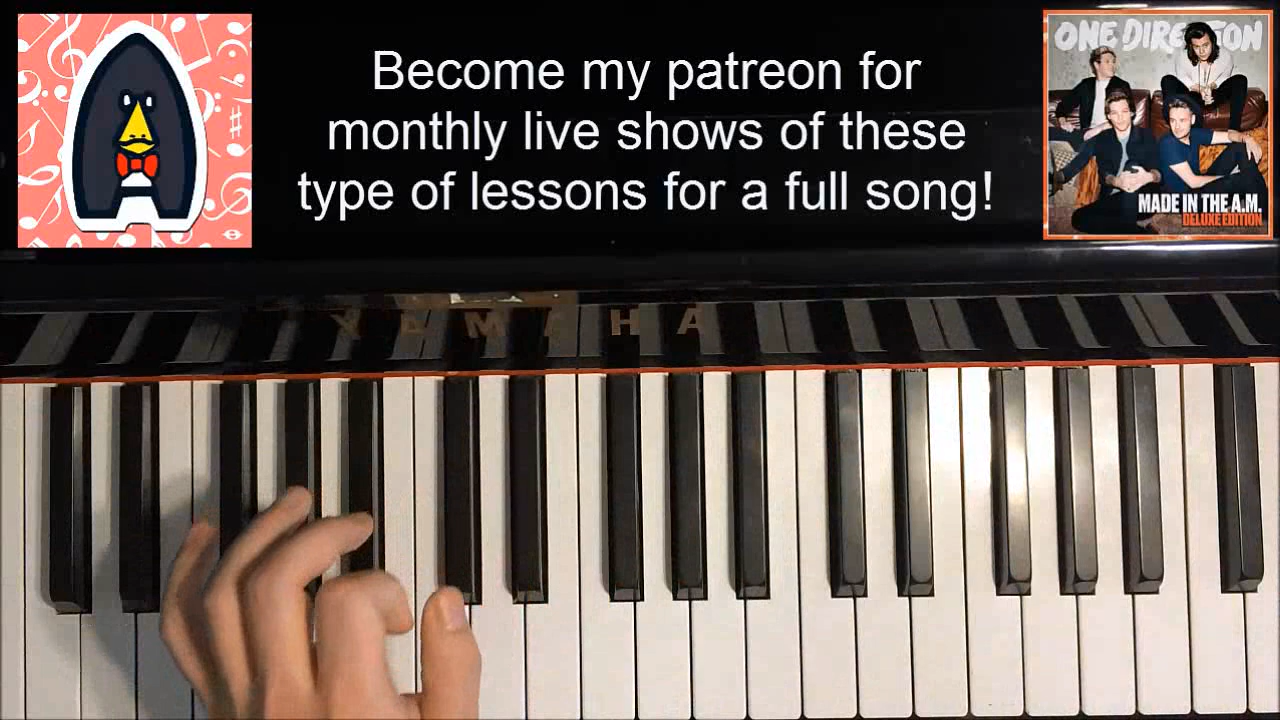 Become my patreon for
monthly live shows of these
type of lessons for a full song!
ONE DIRECTION
MADE IN THE A.M.
DELUXE EDITION
YAMAHA